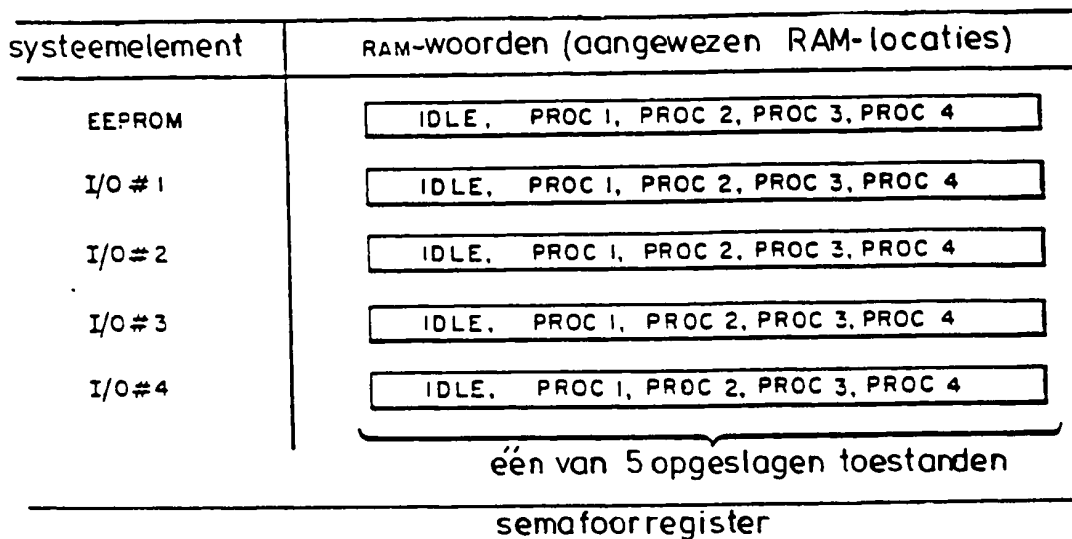 systeemelement RAM-woorden (aangewezen RAM-locaties)
EEPROM IDLE, PROC 1, PROC 2, PROC 3, PROC 4
I/O#1 IDLE, PROC 1, PROC 2, PROC 3, PROC 4
I/O#2 IDLE, PROC 1, PROC 2, PROC 3, PROC 4
I/O#3 IDLE, PROC 1, PROC 2, PROC 3, PROC 4
I/O#4 IDLE, PROC 1, PROC 2, PROC 3, PROC 4
één van 5 opgeslagen toestanden
semafoorregister